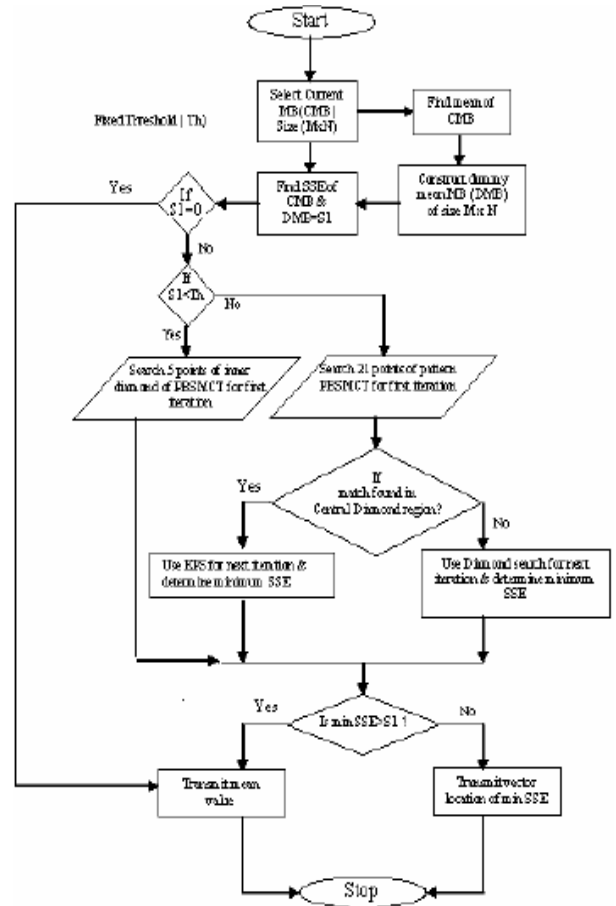 Start
Select Current
MB(CMB)
Size (MxN)
Find mean of
CMB
Fixed Threshold ( Th)
Construct dummy
mean MB (DMB)
of size Mx N
Find SSE of
CMB &
DMB=S1
Yes
If
S1=0
No
If
S1<Th
No
Yes
Search 5 points of inner
diamond of for first
iteration
Search 21 points of pattern
for first iteration
If
match found in
Central Diamond region?
Yes
No
Use for next iteration &
determine minimum SSE
Use Diamond search for next
iteration & determine minimum
SSE
Yes
Is min SSE>S1 ?
No
Transmit mean
value
Transmit vector
location of min SSE
Stop